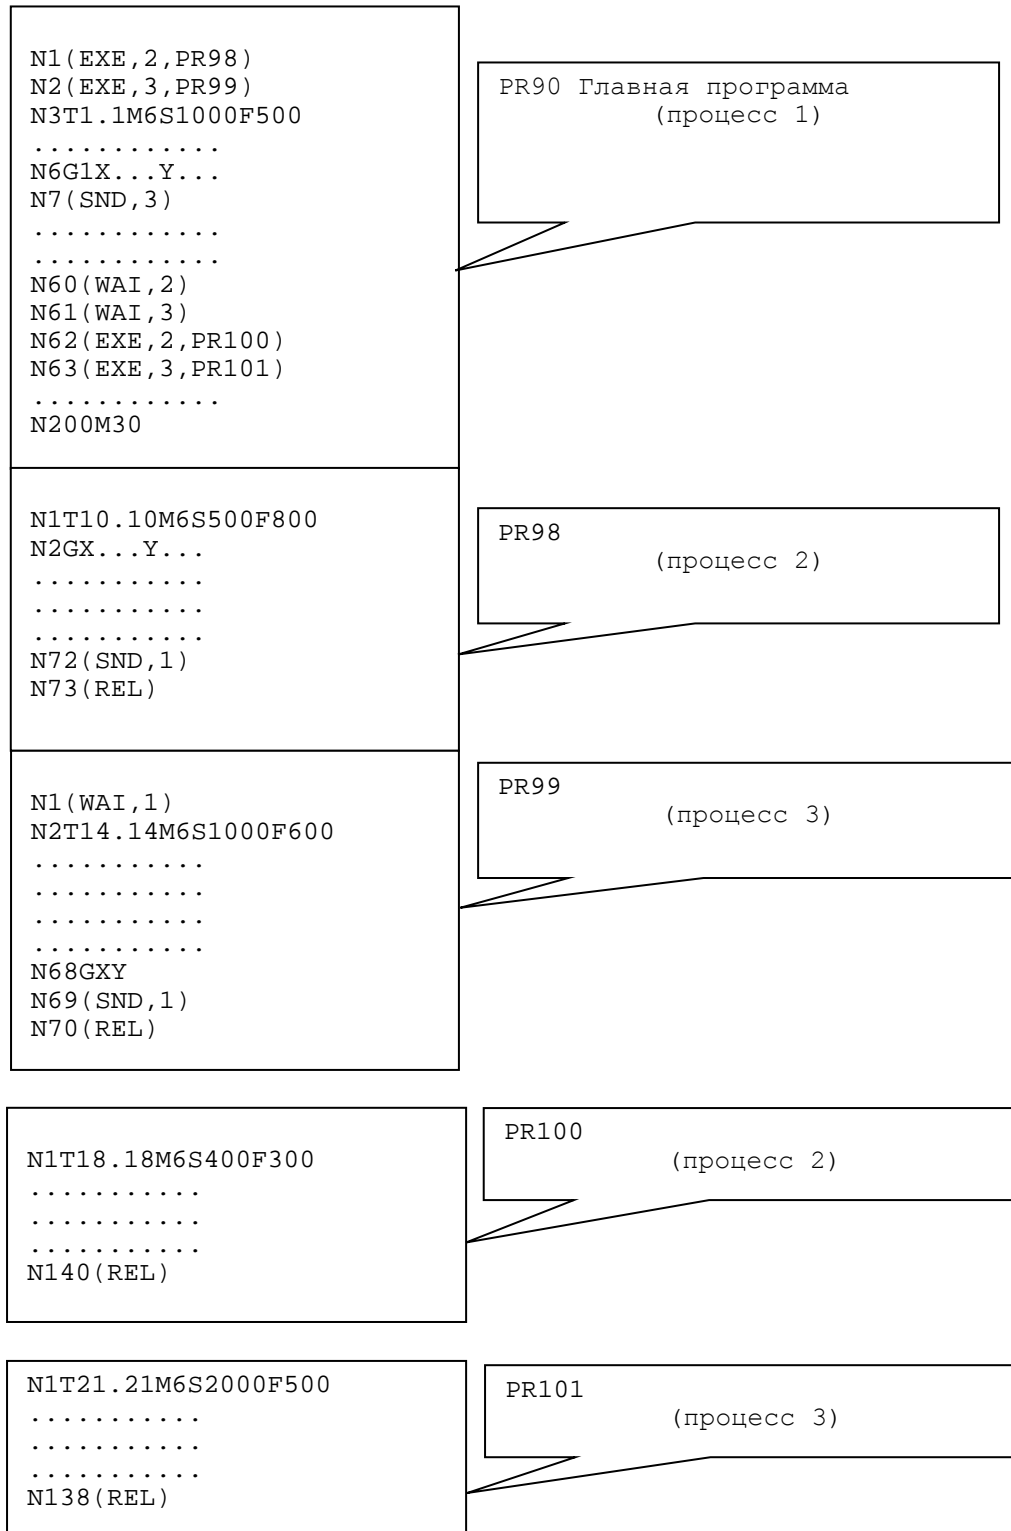 N1(EXE,2,PR98)
N2(EXE,3,PR99)
N3T1.1M6S1000F500
............
N6G1X...Y...
N7(SND,3)
............
............
N60(WAI,2)
N61(WAI,3)
N62(EXE,2,PR100)
N63(EXE,3,PR101)
............
N200M30
PR90 Главная программа
(процесс 1)
N1T10.10M6S500F800
N2GX...Y...
...........
...........
...........
N72(SND,1)
N73(REL)
PR98
(процесс 2)
N1(WAI,1)
N2T14.14M6S1000F600
...........
...........
...........
...........
N68GXY
N69(SND,1)
N70(REL)
PR99
(процесс 3)
N1T18.18M6S400F300
...........
...........
...........
N140(REL)
PR100
(процесс 2)
N1T21.21M6S2000F500
...........
...........
...........
N138(REL)
PR101
(процесс 3)